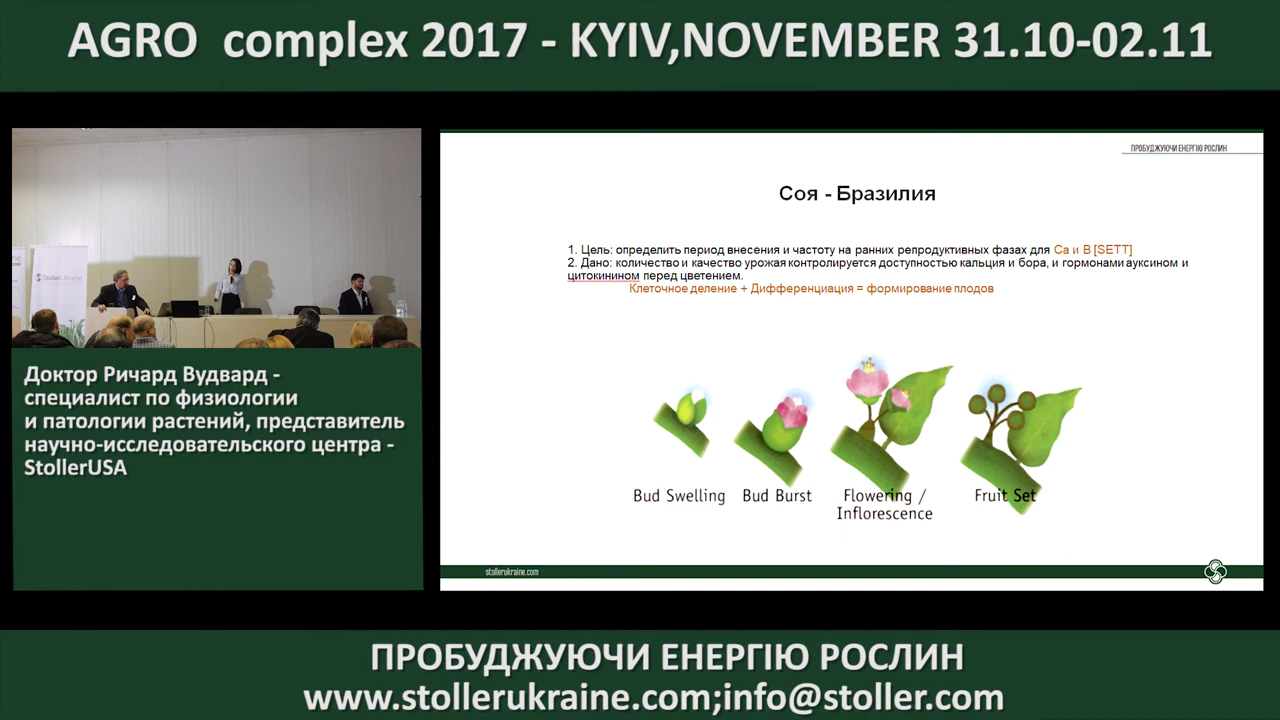 AGRO complex 2017 - KYIV,NOVEMBER 31.10-02.11
StollerUkraine
Доктор Ричард Вудвард -
специалист по физиологии
и патологии растений, представитель
научно-исследовательского центра -
StollerUSA
ПРОБУДЖУЮЧИ ЕНЕРГІЮ РОСЛИН
Соя - Бразилия
1. Цель: определить период внесения и частоту на ранних репродуктивных фазах для Ca и B [SETT]
2. Дано: количество и качество урожая контролируется доступностью кальция и бора, и гормонами ауксином и
цитокинином перед цветением.
Клеточное деление + Дифференциация = формирование плодов
Bud Swelling
Bud Burst
Flowering /
Inflorescence
Fruit Set
stollerukraine.com
ПРОБУДЖУЮЧИ ЕНЕРГІЮ РОСЛИН
www.stollerukraine.com;info@stoller.com